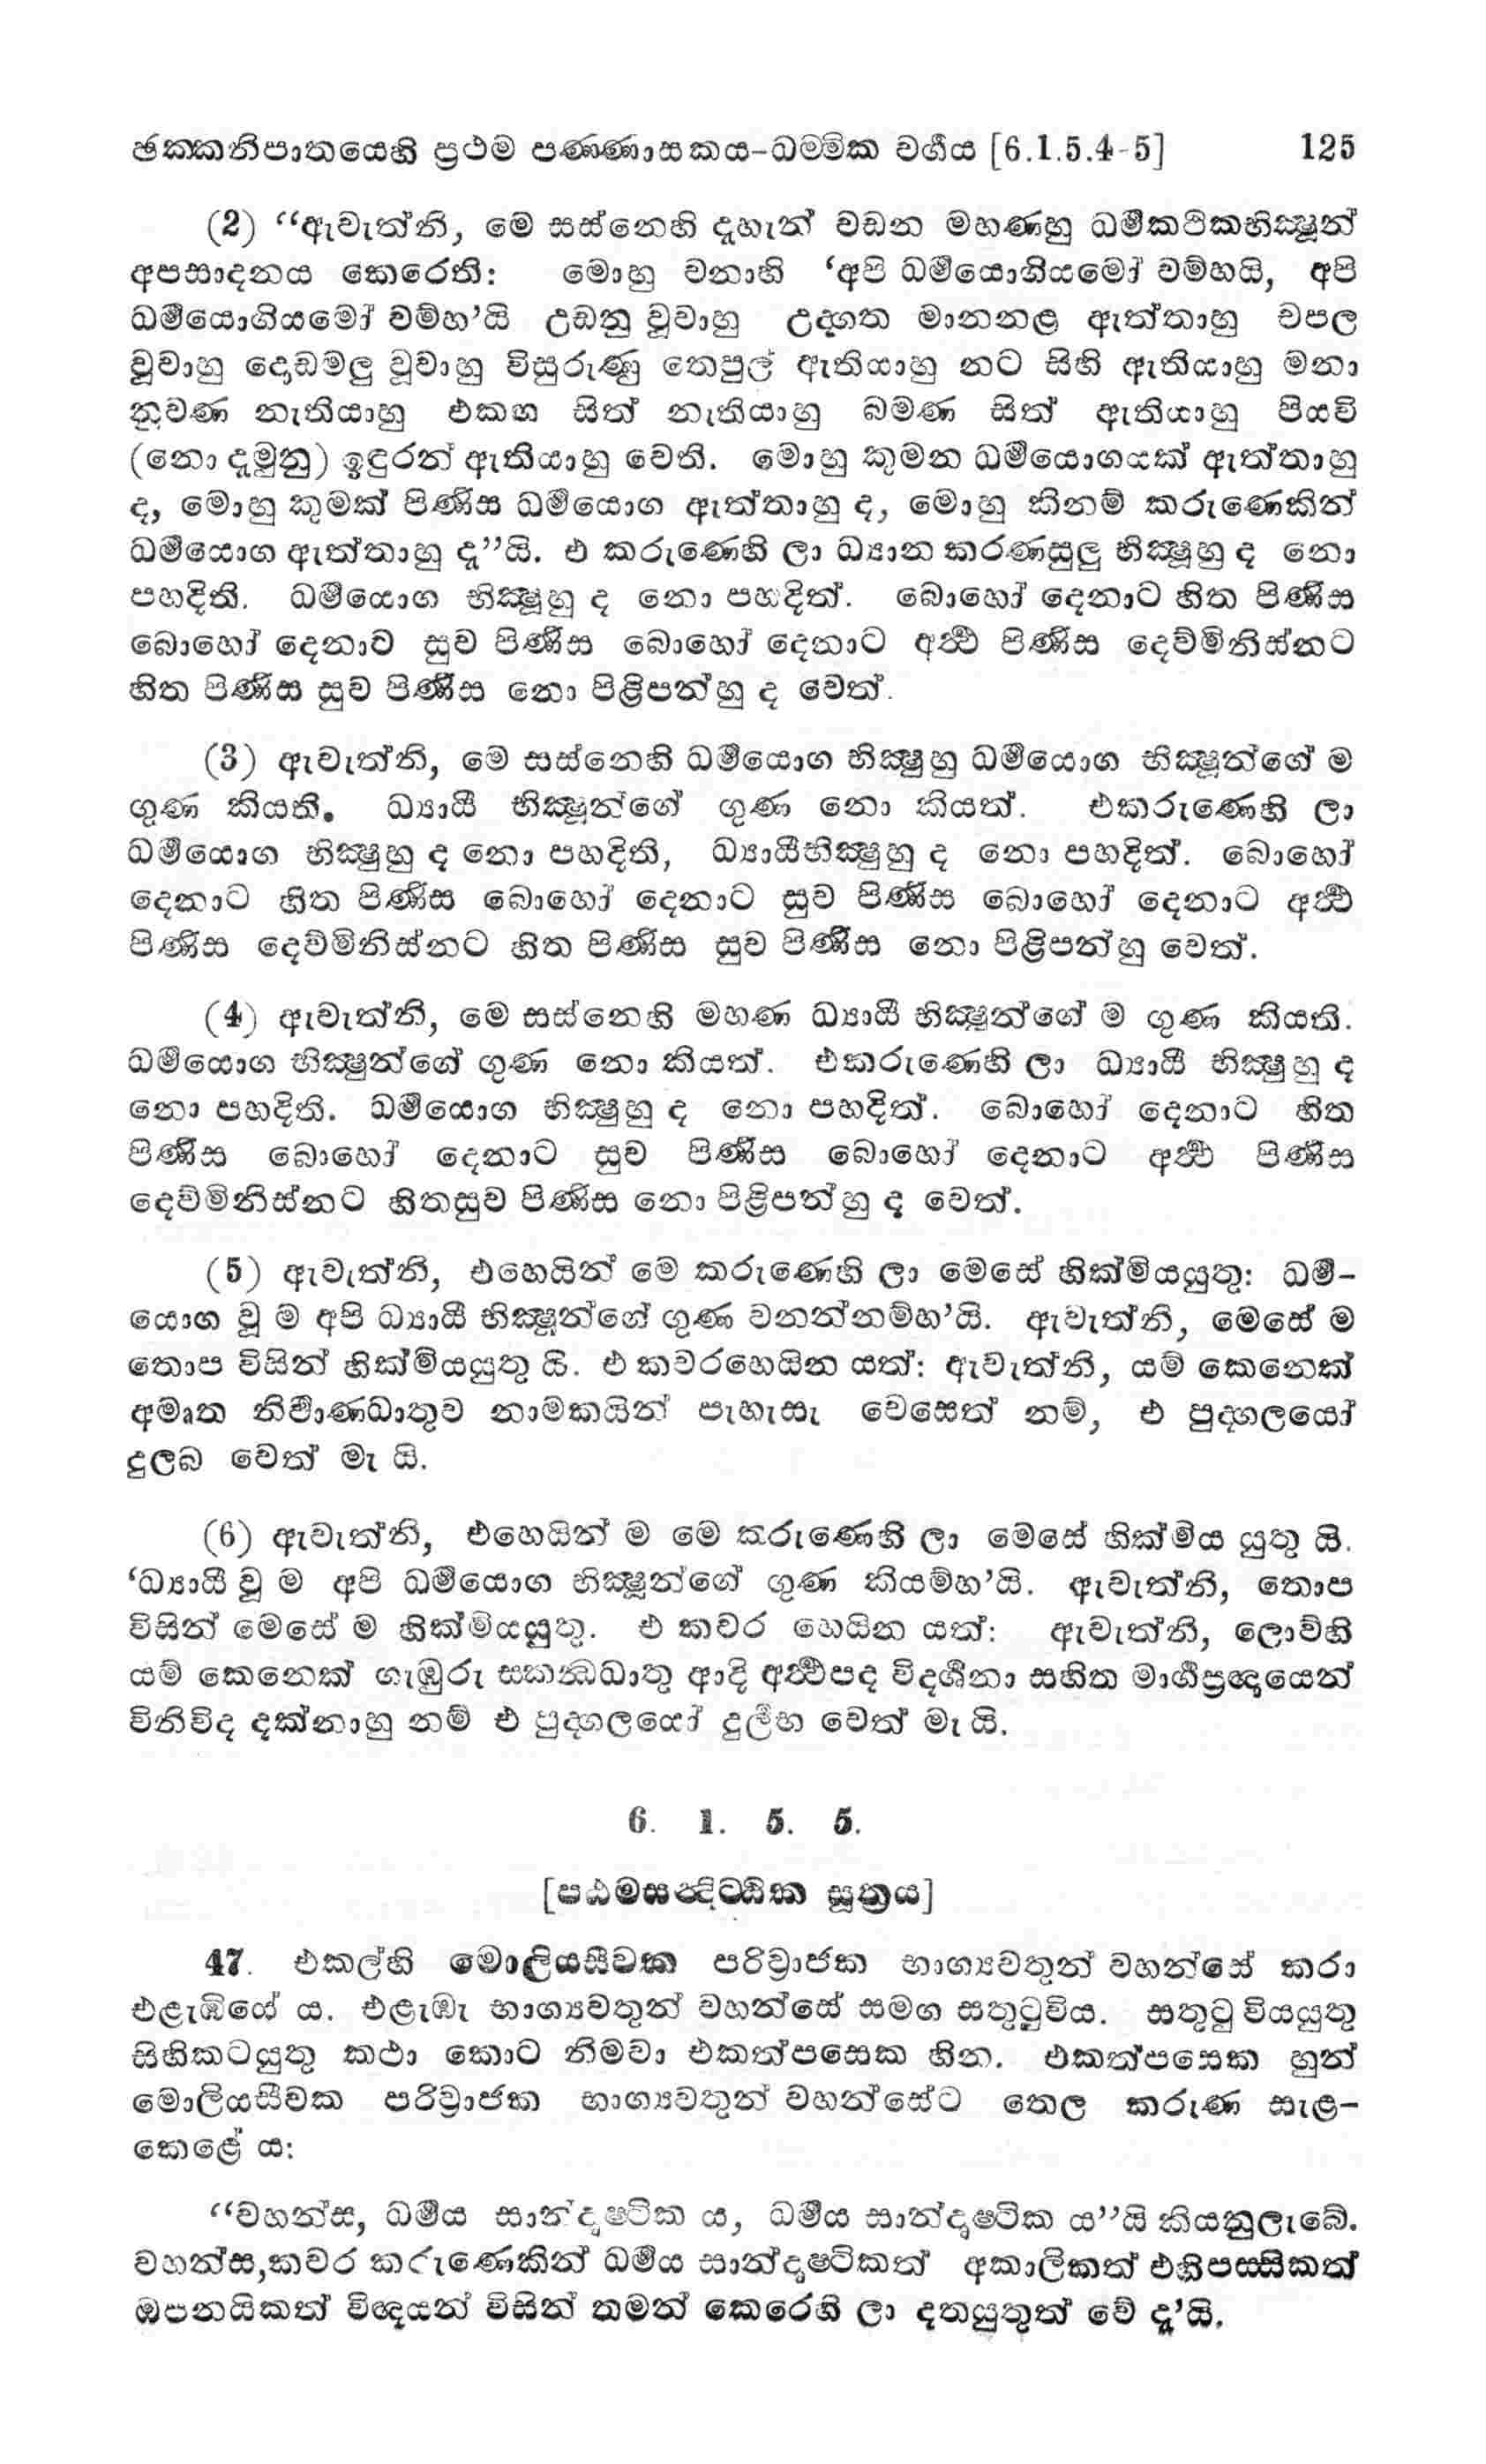 ඡක්කනිපාතයෙහි ප්‍රථම පණ්ණාසකය-ධම්මික වර්ගය [6.1.5.4-5] 125
(2) “ඇවැත්නි, මෙ සස්නෙහි දැහැන් වඩන මහණහු ධර්මකථිකභික්ෂූන්
අපසාදනය කෙරෙති: මොහු වනාහි ‘අපි ධර්මයොගියමෝ වම්හයි, අපි
ධර්මයොගියමෝ වම්හ’යි උඩඟු වූවාහු උද්ගත මානනළ ඇත්තාහු චපල
වූවාහු දොඩමලු වූවාහු විසුරුණු තෙපුල් ඇතියාහු නට සිහි ඇතියාහු මනා
නුවණ නැතියාහු එකඟ සිත් නැතියාහු බමණ සිත් ඇතියාහු පියවි
(නො දැමුනු) ඉඳුරන් ඇතියාහු වෙති. මොහු කුමන ධර්මයොගයක් ඇත්තාහු
ද, මොහු කුමක් පිණිස ධර්මයොග ඇත්තාහු ද, මොහු කිනම් කරුණෙකින්
ධර්මයොග ඇත්තාහු දැ”යි. එ කරුණෙහි ලා ධ්‍යාන කරණසුලු භික්ෂූහු ද නො
පහදිති. ධර්මයොග භික්ෂූහු ද නො පහදිත්. බොහෝ දෙනාට හිත පිණිස
බොහෝ දෙනාට සුව පිණිස බොහෝ දෙනාට අර්ත්ථ පිණිස දෙව්මිනිස්නට
හිත පිණිස සුව පිණිස නො පිළිපන්හු ද වෙත්.
(3) ඇවැත්නි, මෙ සස්නෙහි ධර්මයොග භික්ෂුහු ධර්මයොග භික්ෂූන්ගේ ම
ගුණ කියති. ධ්‍යායී භික්ෂූන්ගේ ගුණ නො කියත්. එකරුණෙහි ලා
ධර්මයොග භික්ෂුහු ද නො පහදිති, ධ්‍යායීභික්ෂුහු ද නො පහදිත්. බොහෝ
දෙනාට හිත පිණිස බොහෝ දෙනාට සුව පිණිස බොහෝ දෙනාට අර්ත්ථ
පිණිස දෙව්මිනිස්නට හිත පිණිස සුව පිණිස නො පිළිපන්හු වෙත්.
(4) ඇවැත්නි, මෙ සස්නෙහි මහණ ධ්‍යායී භික්ෂූන්ගේ ම ගුණ කියති.
ධර්මයොග භික්ෂුන්ගේ ගුණ නො කියත්. එකරුණෙහි ලා ධ්‍යායී භික්ෂුහු ද
නො පහදිති. ධර්මයොග භික්ෂුහු ද නො පහදිත්. බොහෝ දෙනාට හිත
පිණිස බොහෝ දෙනාට සුව පිණිස බොහෝ දෙනාට අර්ත්ථ පිණිස
දෙව්මිනිස්නට හිතසුව පිණිස නො පිළිපන්හු ද වෙත්.
(5) ඇවැත්නි, එහෙයින් මෙ කරුණෙහි ලා මෙසේ හික්මියයුතු: ධර්ම-
යොග වූ ම අපි ධ්‍යායී භික්ෂූන්ගේ ගුණ වනන්නම්හ’යි. ඇවැත්නි, මෙසේ ම
තොප විසින් හික්මියයුතු යි. එ කවරහෙයින යත්: ඇවැත්නි, යම් කෙනෙක්
අමෘත නිර්වාණධාතුව නාමකයින් පැහැසැ වෙසෙත් නම්, එ පුද්ගලයෝ
දුලබ වෙත් මැ යි.
(6) ඇවැත්නි, එහෙයින් ම මෙ කරුණෙහි ලා මෙසේ හික්මිය යුතු යි.
‘ධ්‍යායී වූ ම අපි ධර්මයොග භික්ෂූන්ගේ ගුණ කියම්හ’යි. ඇවැත්නි, තොප
විසින් මෙසේ ම හික්මියයුතු. එ කවර හෙයින යත්: ඇවැත්නි, ලොව්හි
යම් කෙනෙක් ගැඹුරු ස්කන්ධධාතු ආදි අර්ත්ථපද විදර්ශනා සහිත මාර්ගප්‍රඥායෙන්
විනිවිද දක්නාහු නම් එ පුද්ගලයෝ දුර්ලභ වෙත් මැ යි.
6. 1. 5. 5.
[පඨමසන්දිට්ඨික සූත්‍රය]
47. එකල්හි මොළියසීවක පරිව්‍රාජක භාග්‍යවතුන් වහන්සේ කරා
එළැඹියේ ය. එළැඹැ භාග්‍යවතුන් වහන්සේ සමග සතුටුවිය. සතුටු වියයුතු
සිහිකටයුතු කථා කොට නිමවා එකත්පසෙක හින. එකත්පසෙක හුන්
මොලියසීවක පරිව්‍රාජක භාග්‍යවතුන් වහන්සේට තෙල කරුණ සැළ-
කෙළේ ය:
“වහන්ස, ධර්මය සාන්දෘෂ්ටික ය, ධර්මය සාන්දෘෂ්ටික ය”යි කියනුලැබේ.
වහන්ස,කවර කරුණෙකින් ධර්මය සාන්දෘෂ්ටිකත් අකාලිකත් එහිපස්සිකත්
ඔපනයිකත් විඥයන් විසින් තමන් කෙරෙහි ලා දතයුතුත් වේ දැ’යි.